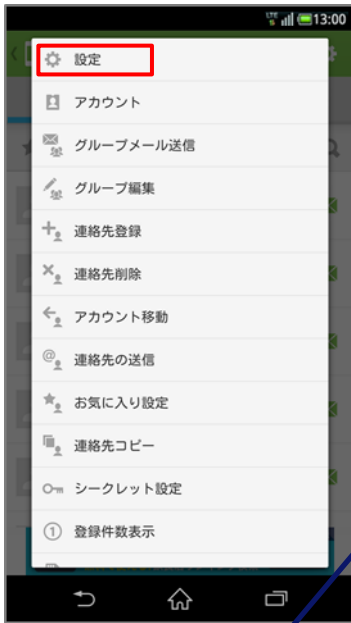 LTE 13:00
設定
アカウント
グループメール送信
グループ編集
連絡先登録
連絡先削除
アカウント移動
連絡先の送信
お気に入り設定
連絡先コピー
シークレット設定
登録件数表示